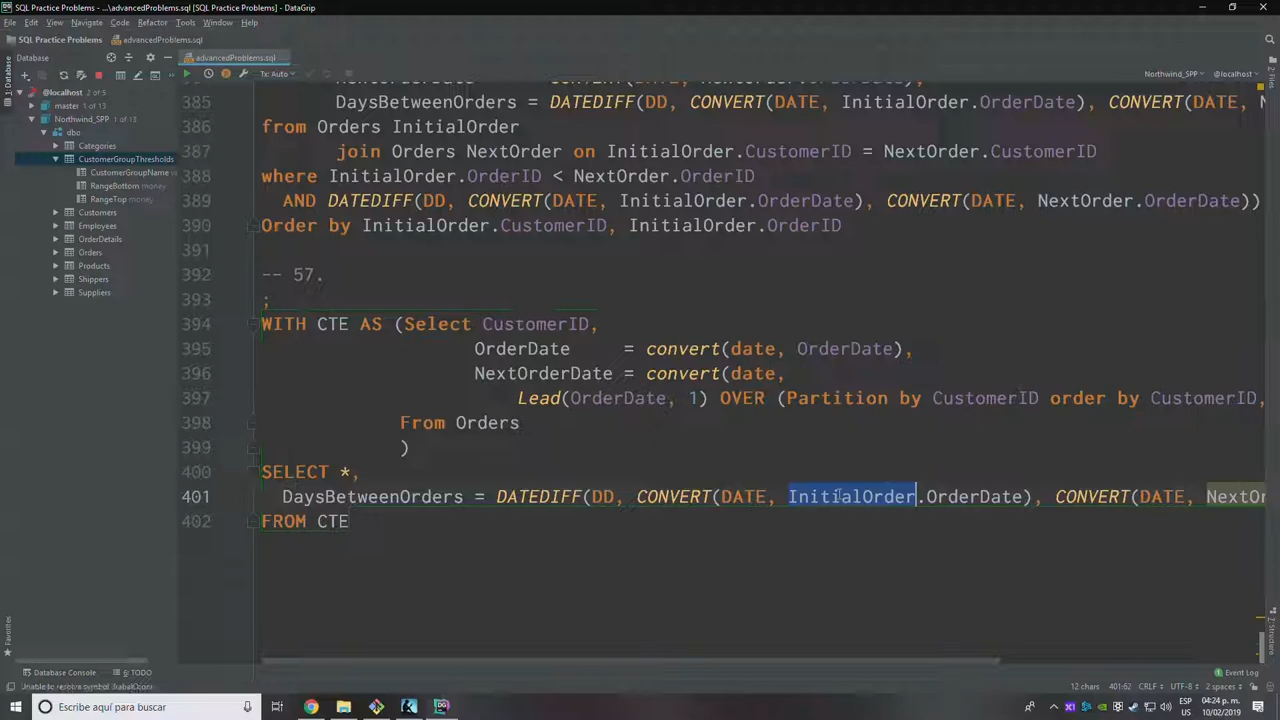 SQL Practice Problems - ...\advancedProblems.sql [SQL Practice Problems] - DataGrip
File Edit View Navigate Code Refactor Tools Window Help
SQL Practice Problems advancedProblems.sql
Database
advancedProblems.sql
Tx: Auto
Northwind_SPP @localhost
@localhost 2 of 5
master 1 of 13
Northwind_SPP 1 of 13
dbo
Categories
CustomerGroupThresholds
CustomerGroupName
RangeBottom money
RangeTop money
Customers
Employees
OrderDetails
Orders
Products
Shippers
Suppliers
1: Database
Files
Favorites
Z: Structure
385 DaysBetweenOrders = DATEDIFF(DD, CONVERT(DATE, InitialOrder.OrderDate), CONVERT(DATE, N
386 from Orders InitialOrder
387 join Orders NextOrder on InitialOrder.CustomerID = NextOrder.CustomerID
388 where InitialOrder.OrderID < NextOrder.OrderID
389 AND DATEDIFF(DD, CONVERT(DATE, InitialOrder.OrderDate), CONVERT(DATE, NextOrder.OrderDate))
390 Order by InitialOrder.CustomerID, InitialOrder.OrderID
391
392 -- 57.
393 ;
394 WITH CTE AS (Select CustomerID,
395 OrderDate = convert(date, OrderDate),
396 NextOrderDate = convert(date,
397 Lead(OrderDate, 1) OVER (Partition by CustomerID order by CustomerID,
398 From Orders
399 )
400 SELECT *,
401 DaysBetweenOrders = DATEDIFF(DD, CONVERT(DATE, InitialOrder.OrderDate), CONVERT(DATE, NextOr
402 FROM CTE
Database Console 6: TODO Event Log
12 chars 401:62 CRLF UTF-8 2 spaces
Escribe aquí para buscar
ESP
04:24 p. m.
10/02/2019